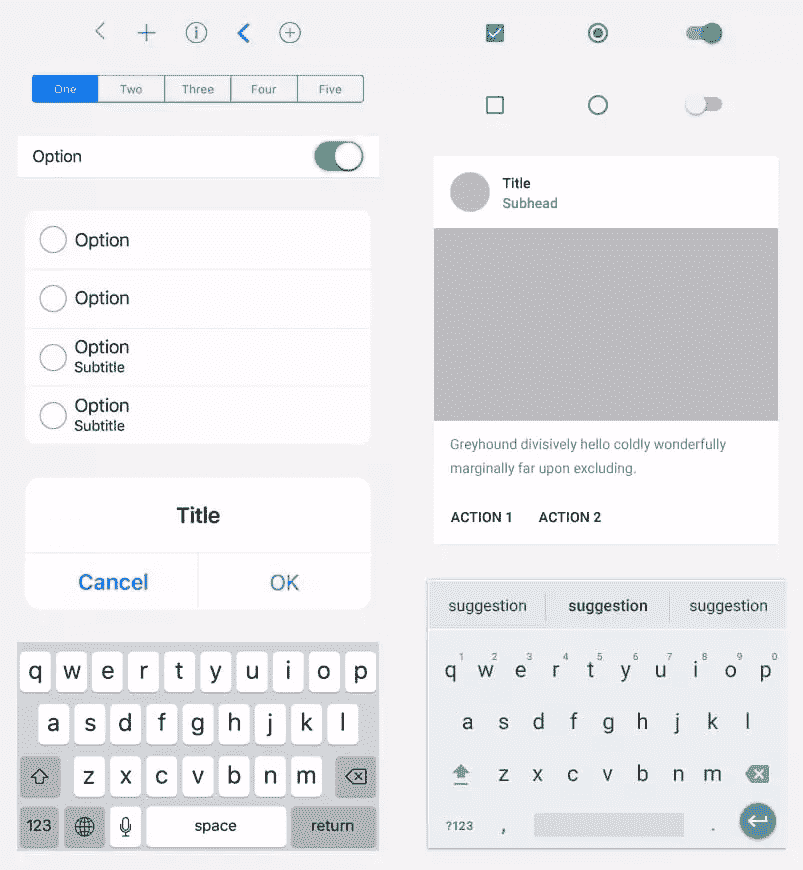 One Two Three Four Five
Option
Option
Option
Option
Subtitle
Option
Subtitle
Title
Cancel OK
q w e r t y u i o p
a s d f g h j k l
z x c v b n m
123 space return
Title
Subhead
Greyhound divisively hello coldly wonderfully
marginally far upon excluding.
ACTION 1 ACTION 2
suggestion suggestion suggestion
1 2 3 4 5 6 7 8 9 0
q w e r t y u i o p
a s d f g h j k l
z x c v b n m
?123 , .